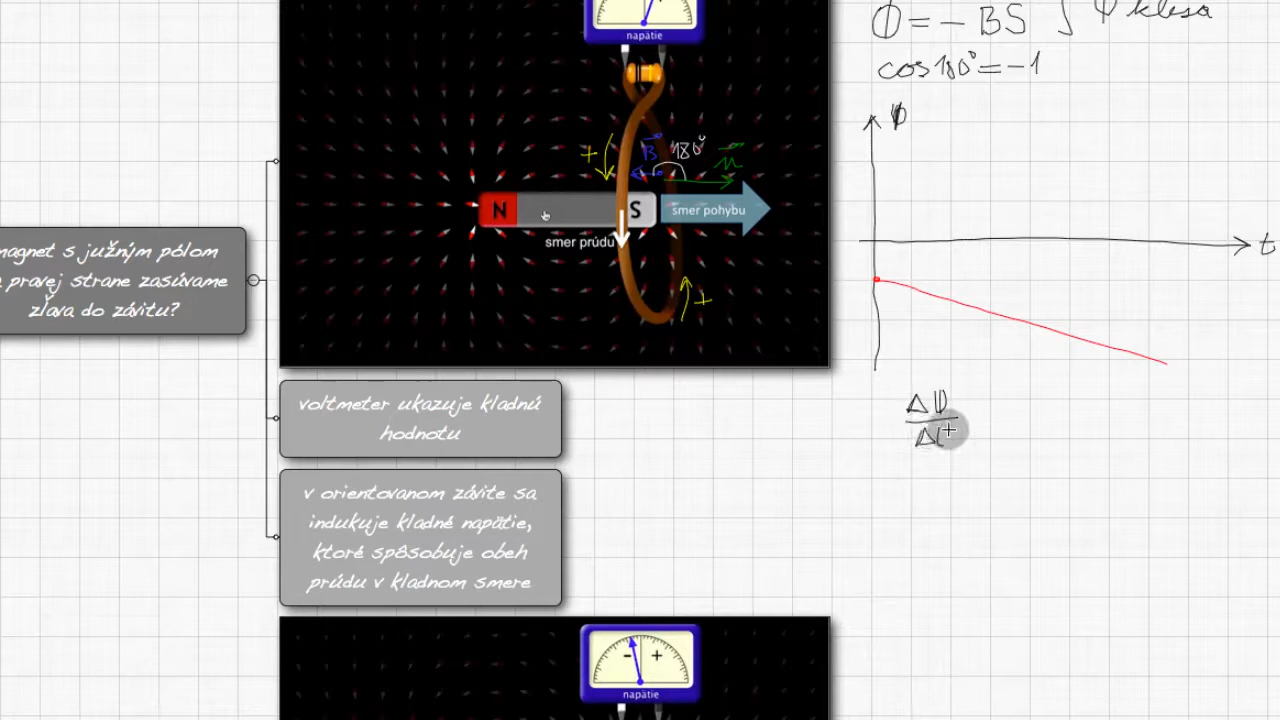 napätie
Φ = - BS } Φ klesá
cos 180° = -1
Φ
+
B
180°
n
N
S
smer pohybu
smer prúdu
+
t
magnet s južným pólom
pravej strane zasúvame
zľava do závitu?
voltmeter ukazuje kladnú
hodnotu
ΔΦ
Δt
v orientovanom závite sa
indukuje kladné napätie,
ktoré spôsobuje obeh
prúdu v kladnom smere
- +
napätie